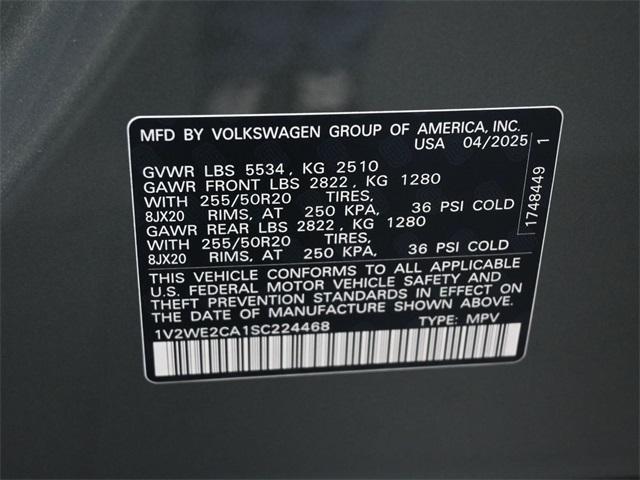 MFD BY VOLKSWAGEN GROUP OF AMERICA, INC.
USA 04/2025
GVWR LBS 5534 , KG 2510
GAWR FRONT LBS 2822 , KG 1280
WITH 255/50R20 TIRES,
8JX20 RIMS, AT 250 KPA, 36 PSI COLD
GAWR REAR LBS 2822 , KG 1280
WITH 255/50R20 TIRES,
8JX20 RIMS, AT 250 KPA, 36 PSI COLD
THIS VEHICLE CONFORMS TO ALL APPLICABLE
U.S. FEDERAL MOTOR VEHICLE SAFETY AND
THEFT PREVENTION STANDARDS IN EFFECT ON
THE DATE OF MANUFACTURE SHOWN ABOVE.
1V2WE2CA1SC224468 TYPE: MPV
1748449 1